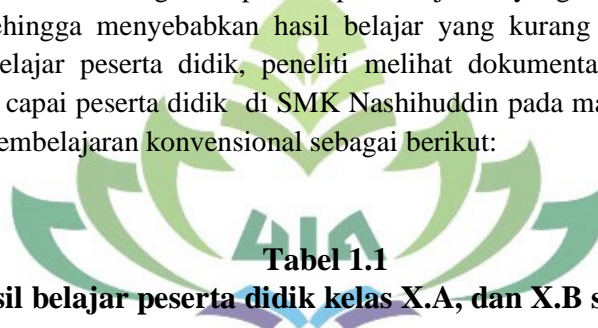 sehingga menyebabkan hasil belajar yang kurang
belajar peserta didik, peneliti melihat dokumenta
capai peserta didik di SMK Nashihuddin pada ma
pembelajaran konvensional sebagai berikut:
Tabel 1.1
sil belajar peserta didik kelas X.A, dan X.B s